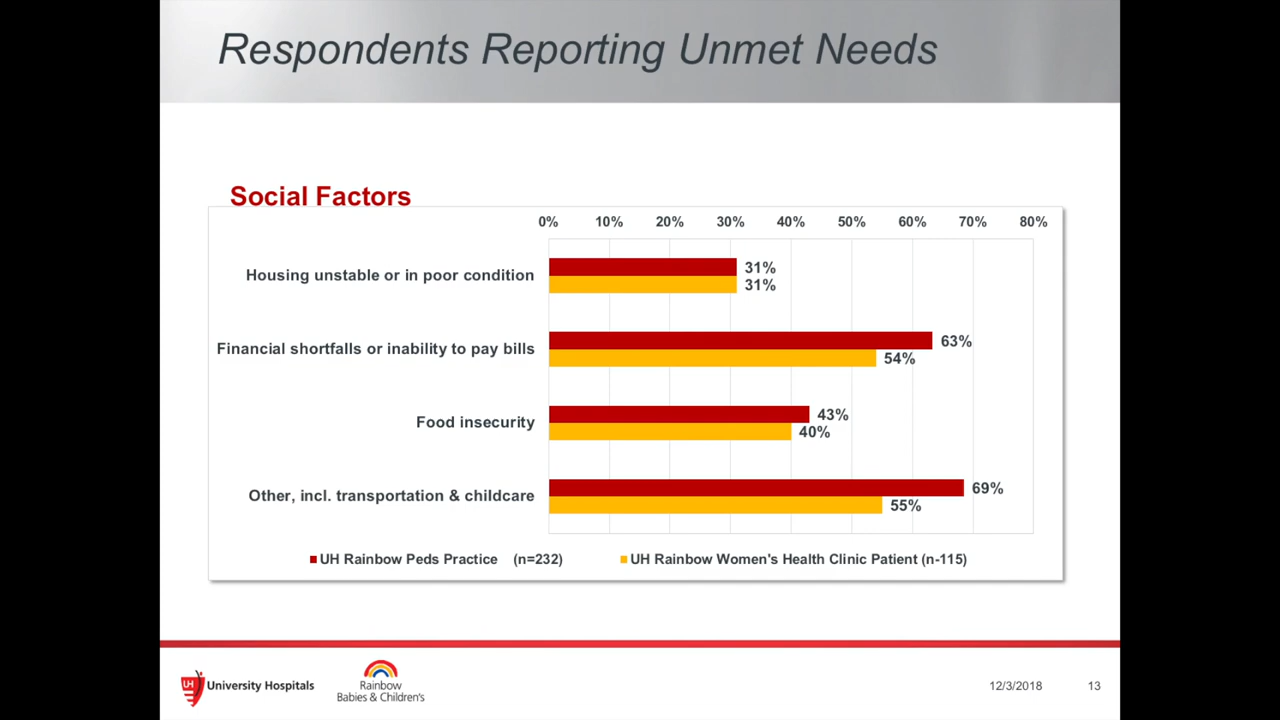 Respondents Reporting Unmet Needs
Social Factors
0% 10% 20% 30% 40% 50% 60% 70% 80%
Housing unstable or in poor condition
31%
31%
Financial shortfalls or inability to pay bills
63%
54%
Food insecurity
43%
40%
Other, incl. transportation & childcare
69%
55%
UH Rainbow Peds Practice (n=232) UH Rainbow Women's Health Clinic Patient (n-115)
UH University Hospitals
Rainbow
Babies & Children's
12/3/2018 13